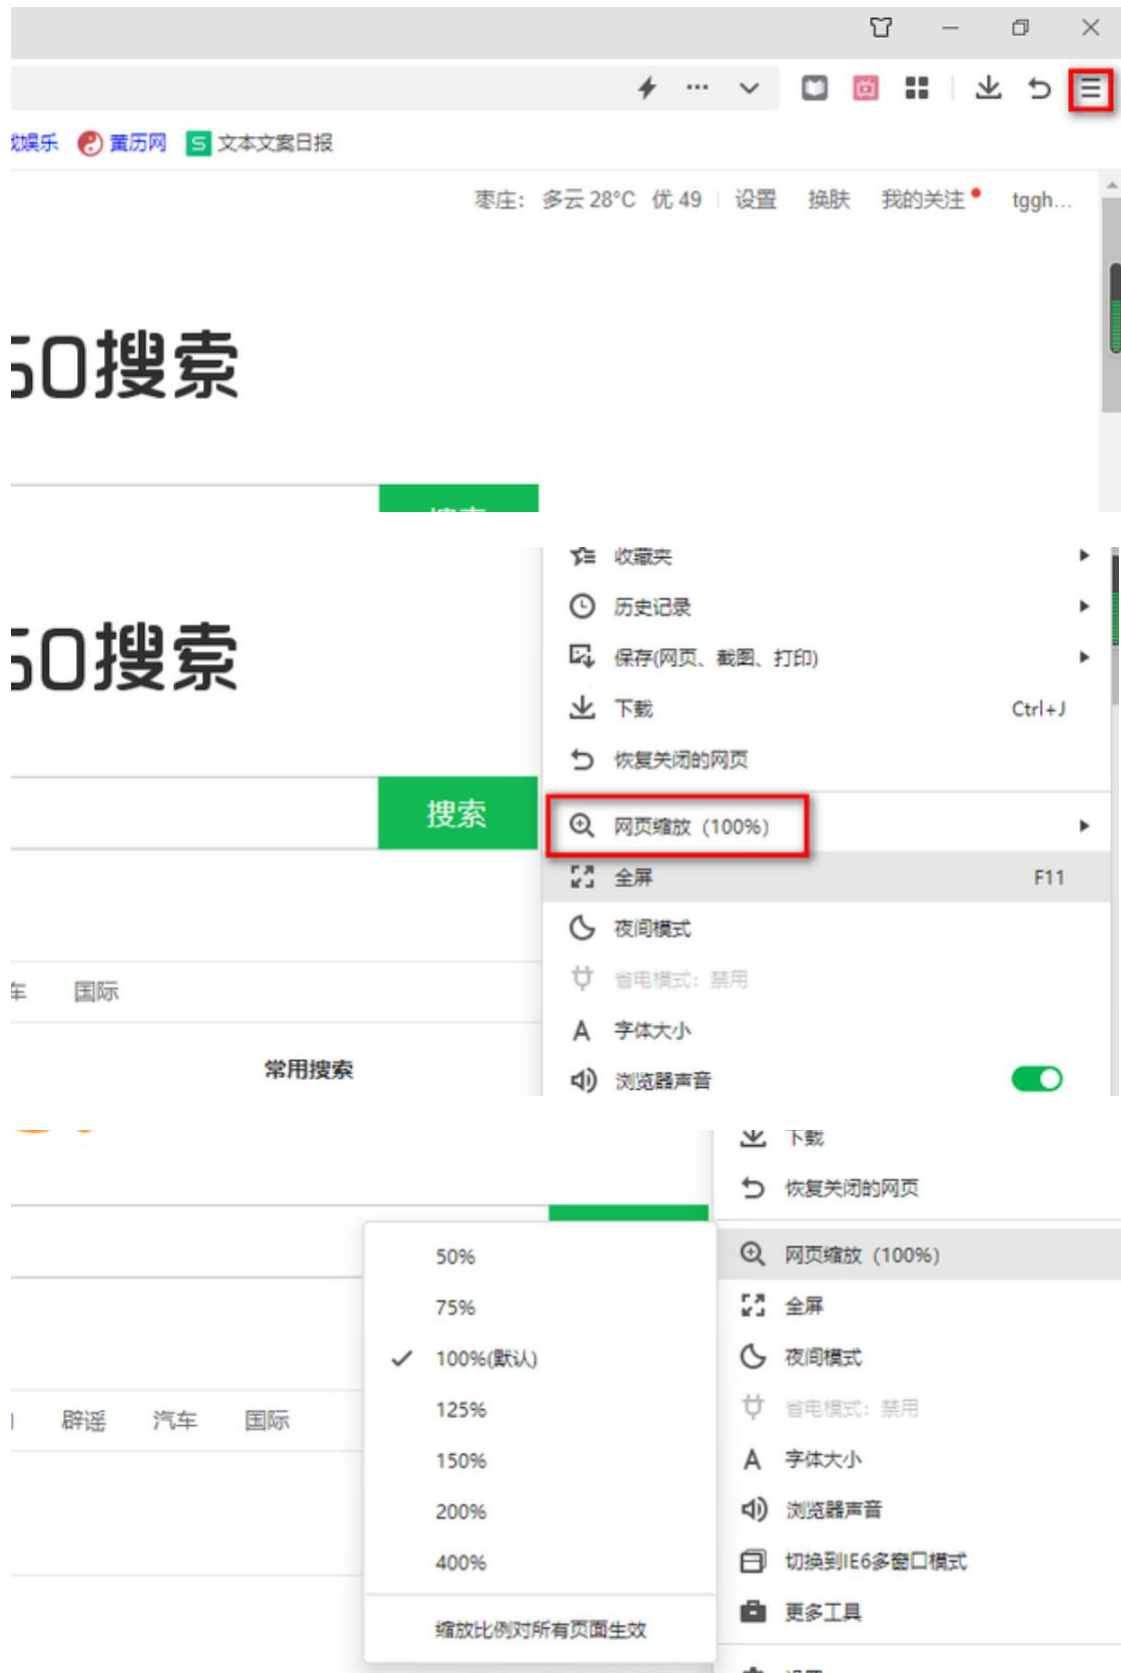 娱乐 黄历网 文本文案日报
枣庄： 多云 28°C 优 49 设置 换肤 我的关注 tggh...
搜索
收藏夹
历史记录
保存(网页、截图、打印)
搜索
下载 Ctrl+J
恢复关闭的网页
搜索 网页缩放（100%）
全屏 F11
夜间模式
车 国际
省电模式：禁用
字体大小
常用搜索
浏览器声音
下载
恢复关闭的网页
50%
网页缩放（100%）
75%
全屏
100%(默认)
夜间模式
125%
辟谣 汽车 国际
省电模式：禁用
150%
字体大小
200%
浏览器声音
400%
切换到IE6多窗口模式
更多工具
缩放比例对所有页面生效